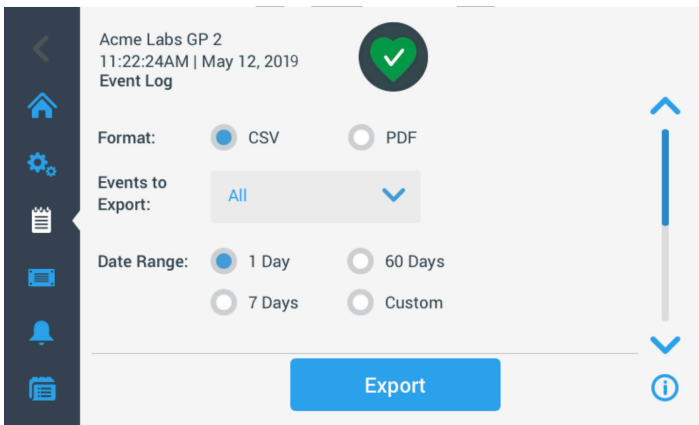 Acme Labs GP 2
11:22:24AM | May 12, 2019
Event Log
Format: CSV PDF
Events to
Export:
All
Date Range: 1 Day 60 Days
7 Days Custom
Export